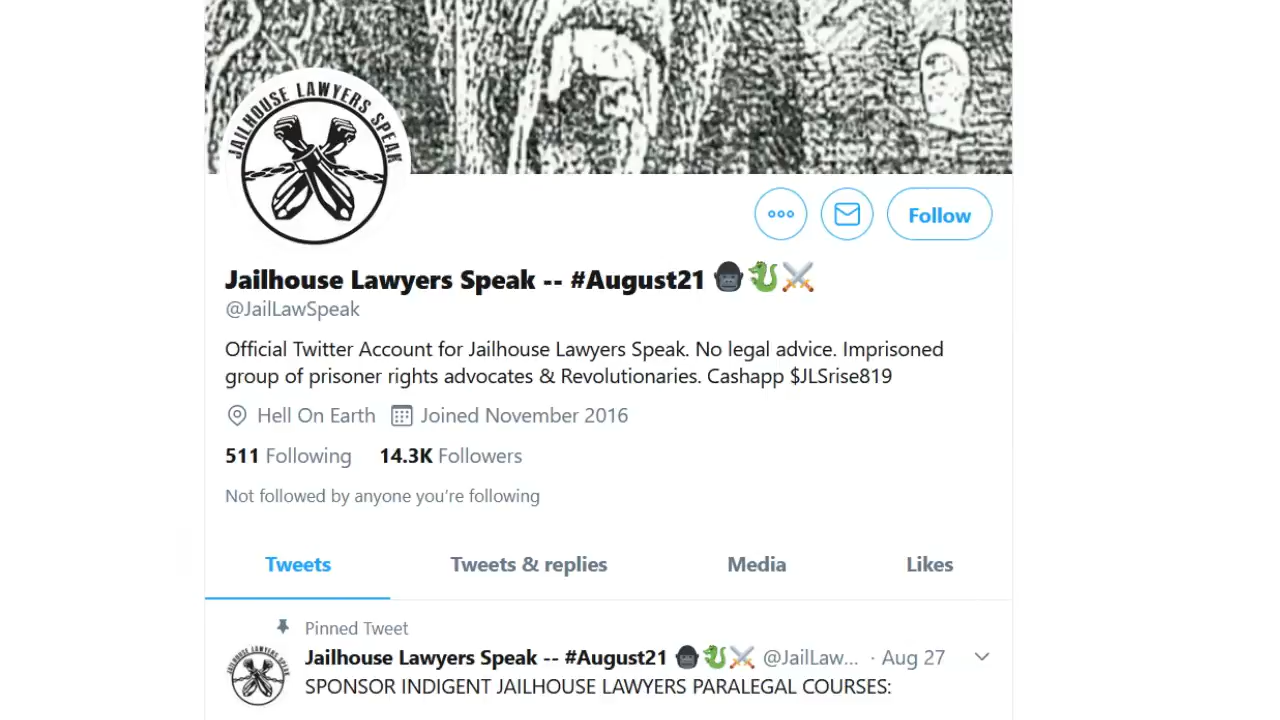 JAILHOUSE LAWYERS SPEAK
Follow
Jailhouse Lawyers Speak -- #August21 🦍🐉⚔️
@JailLawSpeak
Official Twitter Account for Jailhouse Lawyers Speak. No legal advice. Imprisoned
group of prisoner rights advocates & Revolutionaries. Cashapp $JLSrise819
Hell On Earth Joined November 2016
511 Following 14.3K Followers
Not followed by anyone you're following
Tweets Tweets & replies Media Likes
Pinned Tweet
JAILHOUSE LAWYERS SPEAK
Jailhouse Lawyers Speak -- #August21 🦍🐉⚔️ @JailLaw... · Aug 27
SPONSOR INDIGENT JAILHOUSE LAWYERS PARALEGAL COURSES: